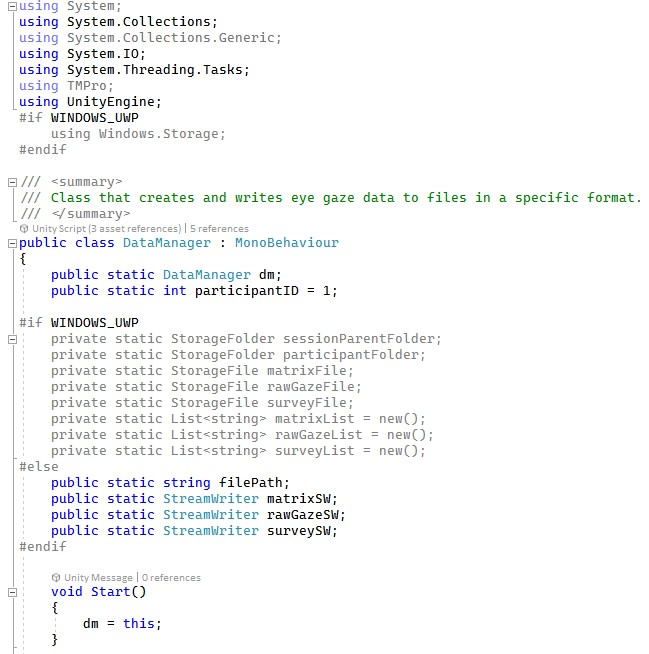 using System;
using System.Collections;
using System.Collections.Generic;
using System.IO;
using System.Threading.Tasks;
using TMPro;
using UnityEngine;
#if WINDOWS_UWP
    using Windows.Storage;
#endif
/// <summary>
/// Class that creates and writes eye gaze data to files in a specific format.
/// </summary>
Unity Script (3 asset references) | 5 references
public class DataManager : MonoBehaviour
{
    public static DataManager dm;
    public static int participantID = 1;
#if WINDOWS_UWP
    private static StorageFolder sessionParentFolder;
    private static StorageFolder participantFolder;
    private static StorageFile matrixFile;
    private static StorageFile rawGazeFile;
    private static StorageFile surveyFile;
    private static List<string> matrixList = new();
    private static List<string> rawGazeList = new();
    private static List<string> surveyList = new();
#else
    public static string filePath;
    public static StreamWriter matrixSW;
    public static StreamWriter rawGazeSW;
    public static StreamWriter surveySW;
#endif
    Unity Message | 0 references
    void Start()
    {
        dm = this;
    }